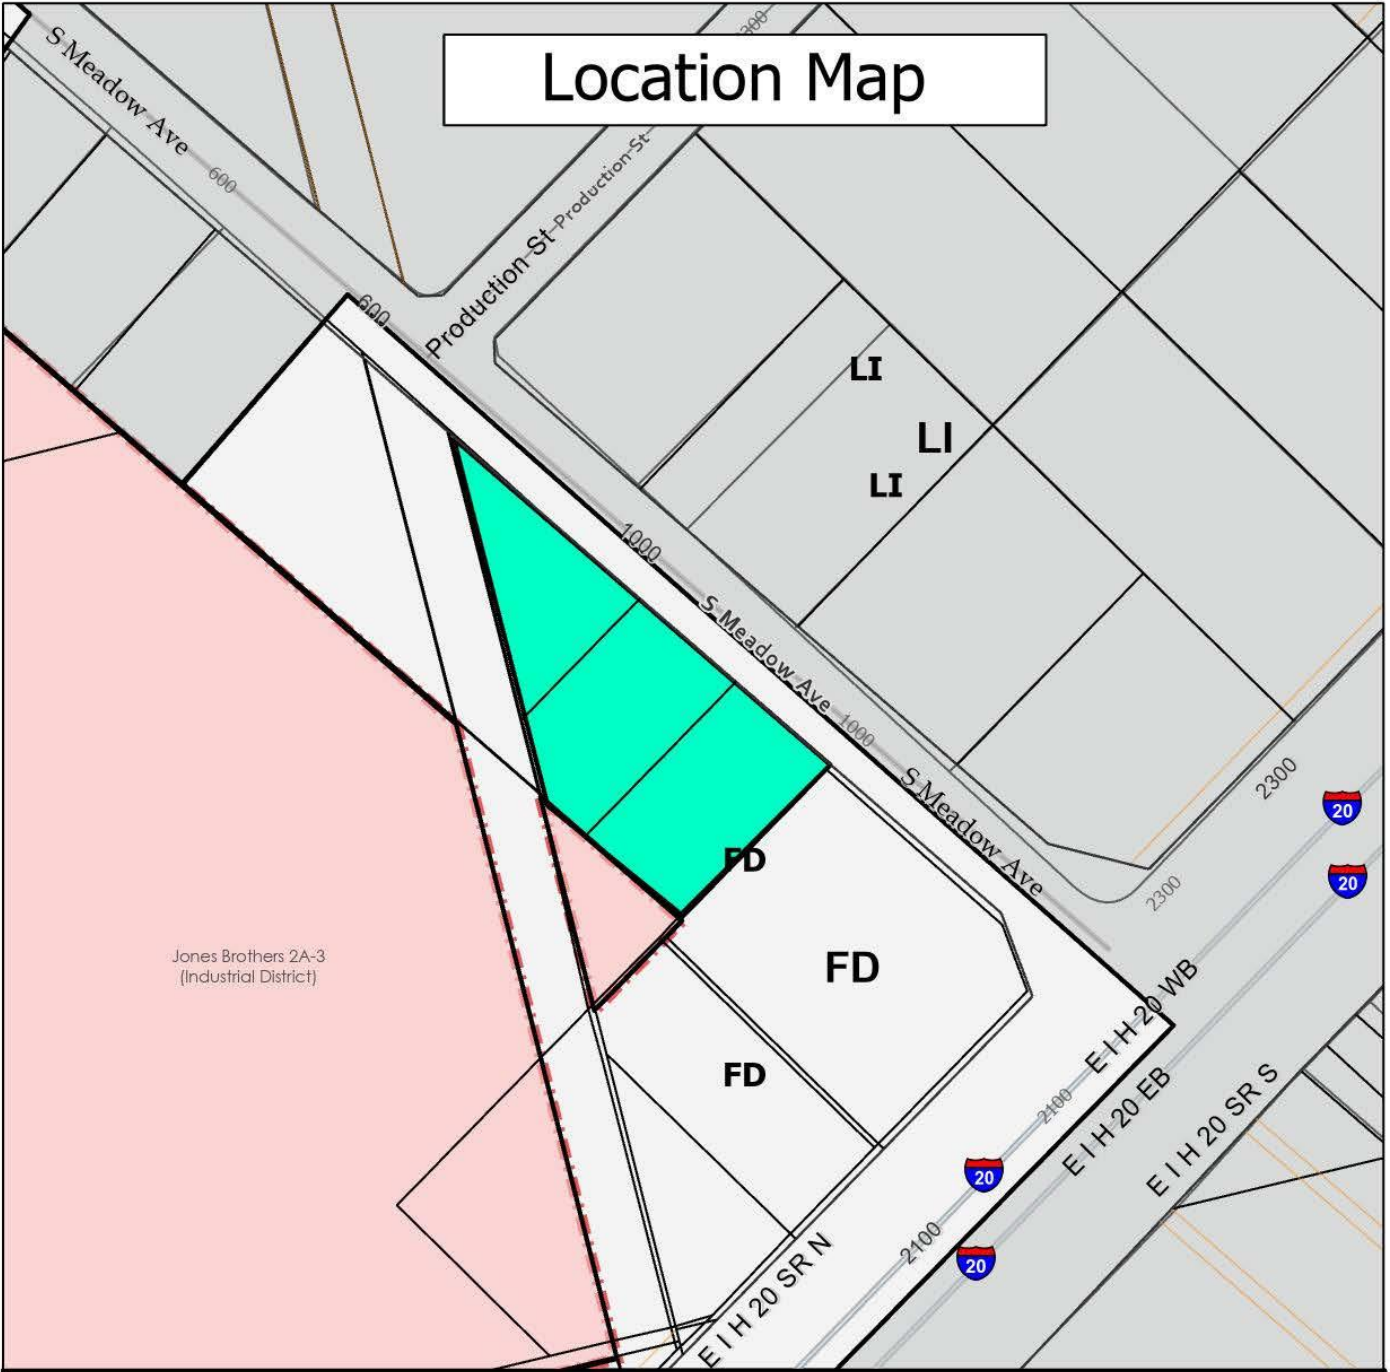 Location Map
S Meadow Ave
600
300
Production St
Production St
600
LI
LI
LI
1000
S Meadow Ave
1000
S Meadow Ave
2300
2300
20
20
FD
FD
FD
Jones Brothers 2A-3
(Industrial District)
E I H 20 WB
E I H 20 EB
E I H 20 SR S
2100
20
2100
20
E I H 20 SR N